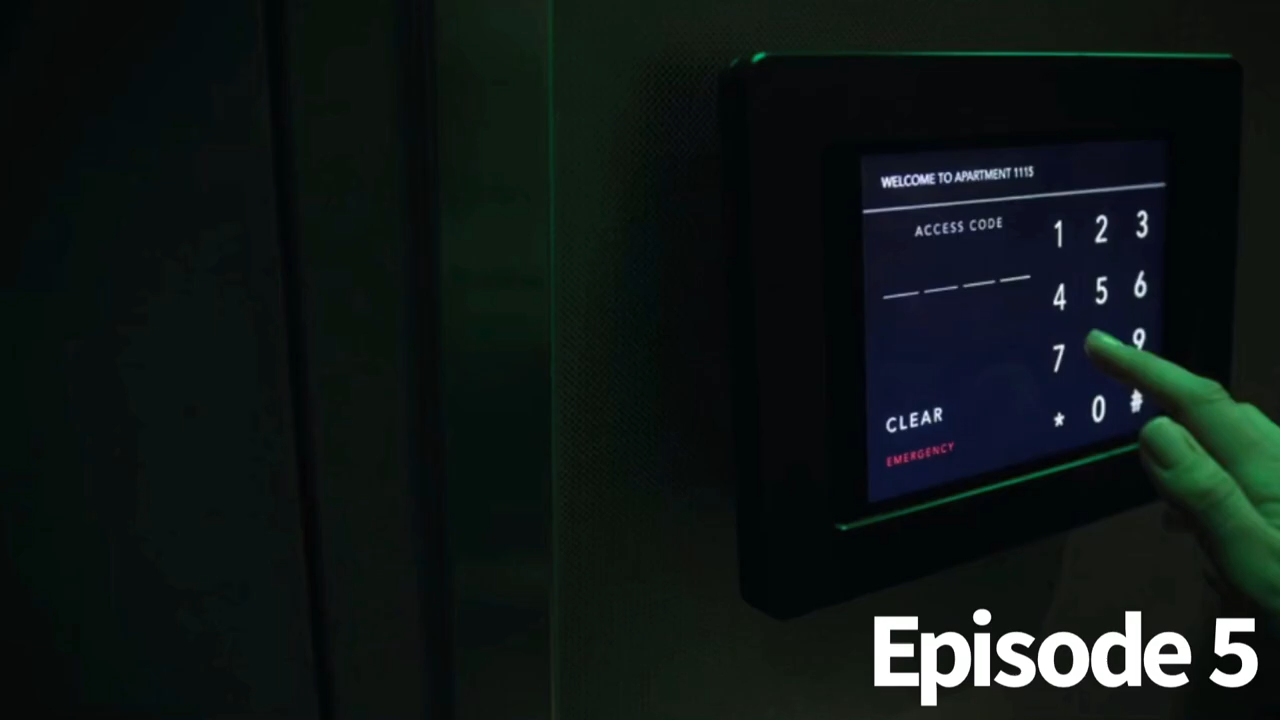 WELCOME TO APARTMENT 1115
ACCESS CODE
1 2 3
4 5 6
7 9
* 0 #
CLEAR
EMERGENCY
Episode 5